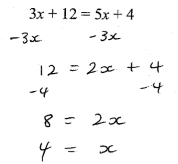 3x + 12 = 5x + 4
-3x -3x
12 = 2x + 4
-4 -4
8 = 2x
4 = x